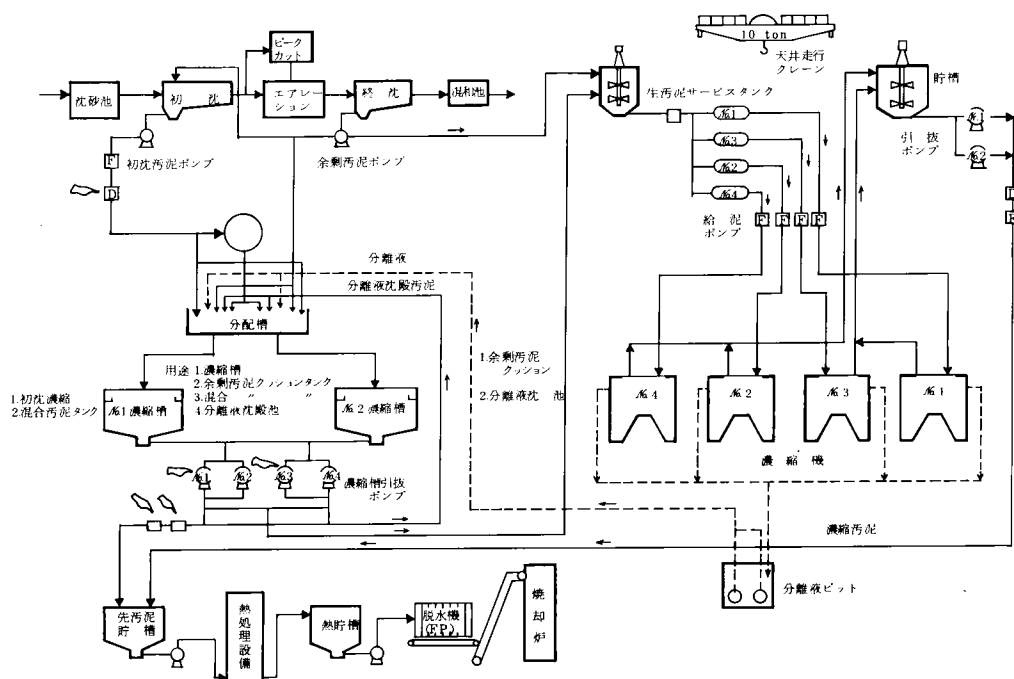 ピーク
カット
沈砂池
初 沈
エアレー
ション
終 沈
混和池
10 ton
天井走行
クレーン
生汚泥サービスタンク
貯槽
№1
№3
№2
№4
引 抜
ポンプ
№1
№2
F
D
初沈汚泥ポンプ
余剰汚泥ポンプ
給 泥
ポンプ
F
F
F
F
D
F
分離液
分離液沈殿汚泥
分配槽
用途 1.濃縮槽
2.余剰汚泥クッションタンク
3.混合 〃 〃
4.分離液沈殿池
1.初沈濃縮
2.混合汚泥タンク
№1濃縮槽
№2濃縮槽
1.余剰汚泥
クッション
2.分離液沈 池
№4
№2
№3
№1
濃 縮 機
№1
№2
№3
№4
濃縮槽引抜
ポンプ
濃縮汚泥
分離液ピット
先汚泥
貯槽
熱処理設備
熱貯槽
脱水機
(FP)
焼却炉